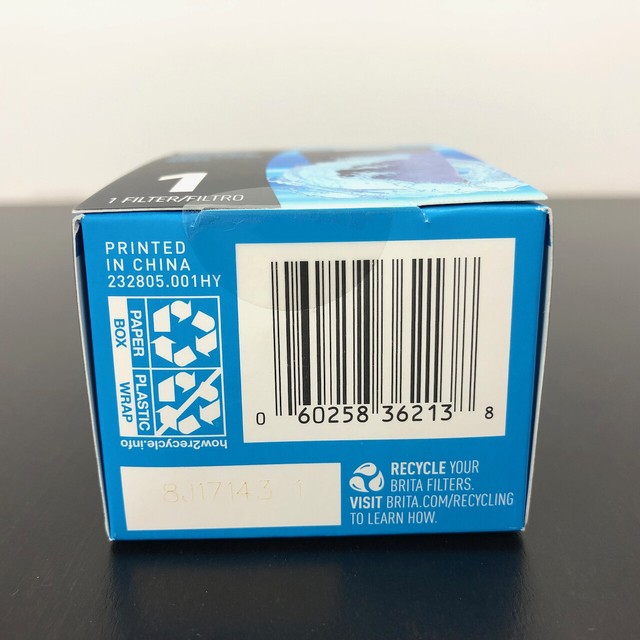 1
1 FILTER/FILTRO
PRINTED
IN CHINA
232805.001HY
PAPER
BOX
PLASTIC
WRAP
how2recycle.info
0 60258 36213 8
8J17143 1
RECYCLE YOUR
BRITA FILTERS.
VISIT BRITA.COM/RECYCLING
TO LEARN HOW.